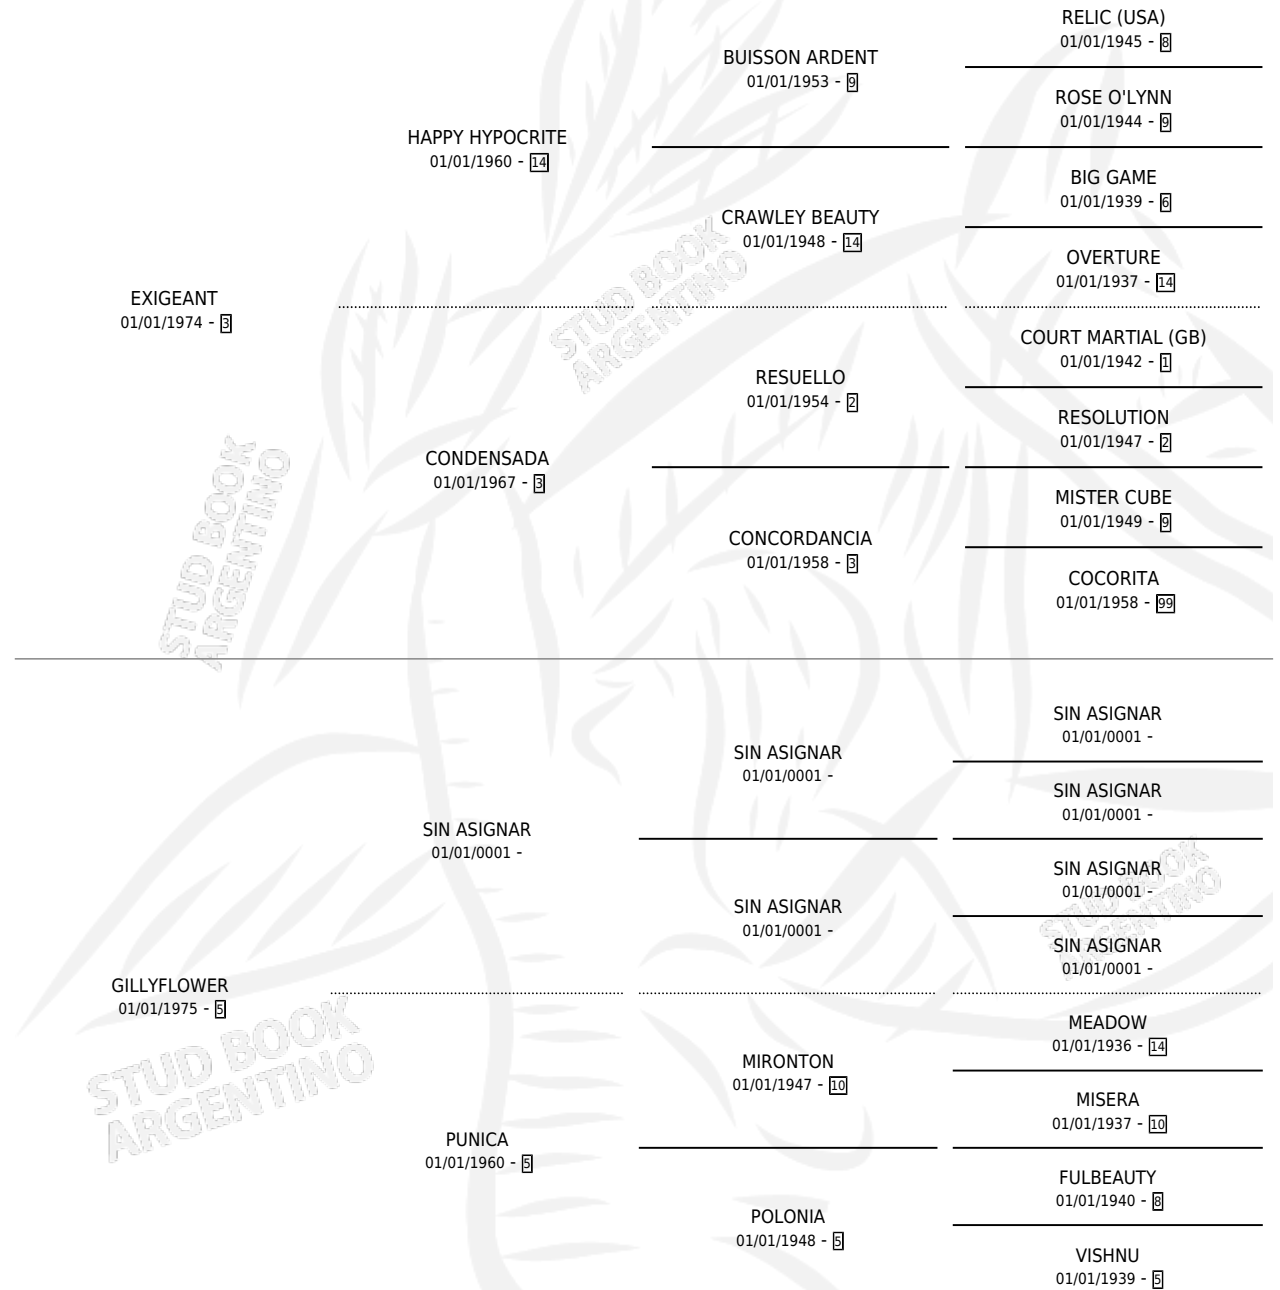 RELIC (USA)
01/01/1945 - 8
BUISSON ARDENT
01/01/1953 - 9
ROSE O'LYNN
01/01/1944 - 9
HAPPY HYPOCRITE
01/01/1960 - 14
BIG GAME
01/01/1939 - 6
CRAWLEY BEAUTY
01/01/1948 - 14
OVERTURE
01/01/1937 - 14
EXIGEANT
01/01/1974 - 3
STUD BOOK
ARGENTINO
COURT MARTIAL (GB)
01/01/1942 - 1
RESUELLO
01/01/1954 - 2
RESOLUTION
01/01/1947 - 2
CONDENSADA
01/01/1967 - 3
MISTER CUBE
01/01/1949 - 9
CONCORDANCIA
01/01/1958 - 3
COCORITA
01/01/1958 - 99
STUD BOOK
ARGENTINO
SIN ASIGNAR
01/01/0001 -
SIN ASIGNAR
01/01/0001 -
SIN ASIGNAR
01/01/0001 -
SIN ASIGNAR
01/01/0001 -
SIN ASIGNAR
01/01/0001 -
SIN ASIGNAR
01/01/0001 -
SIN ASIGNAR
01/01/0001 -
STUD BOOK
ARGENTINO
GILLYFLOWER
01/01/1975 - 5
STUD BOOK
ARGENTINO
MEADOW
01/01/1936 - 14
MIRONTON
01/01/1947 - 10
MISERA
01/01/1937 - 10
PUNICA
01/01/1960 - 5
FULBEAUTY
01/01/1940 - 8
POLONIA
01/01/1948 - 5
VISHNU
01/01/1939 - 5